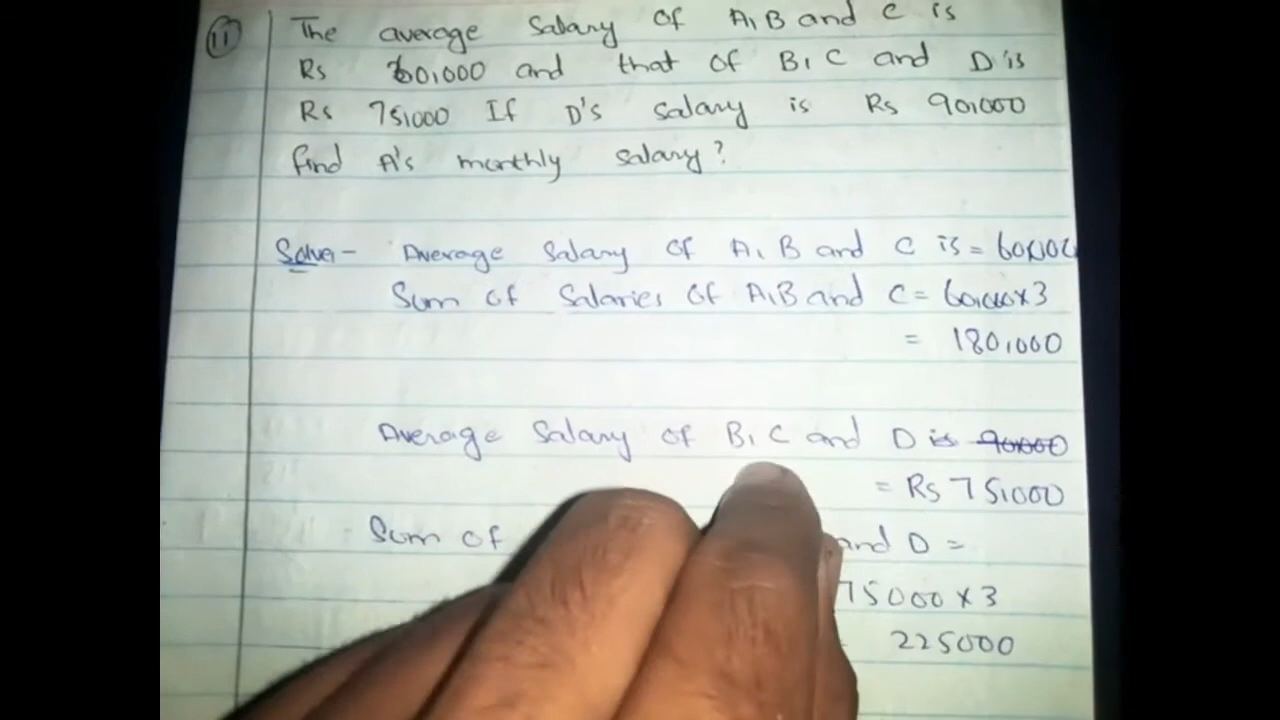 11 The average Salary of A, B and C is
Rs 60,000 and that of B, C and D is
Rs 75,000 If D's Salary is Rs 90,000
find A's monthly Salary?
Average Salary of A, B and C is = 60,000
Sum of Salaries of A, B and C = 60,000 x 3
= 180,000
Average Salary of B, C and D is 90,000
= Rs 75,000
Sum of and D =
75000 x 3
225000